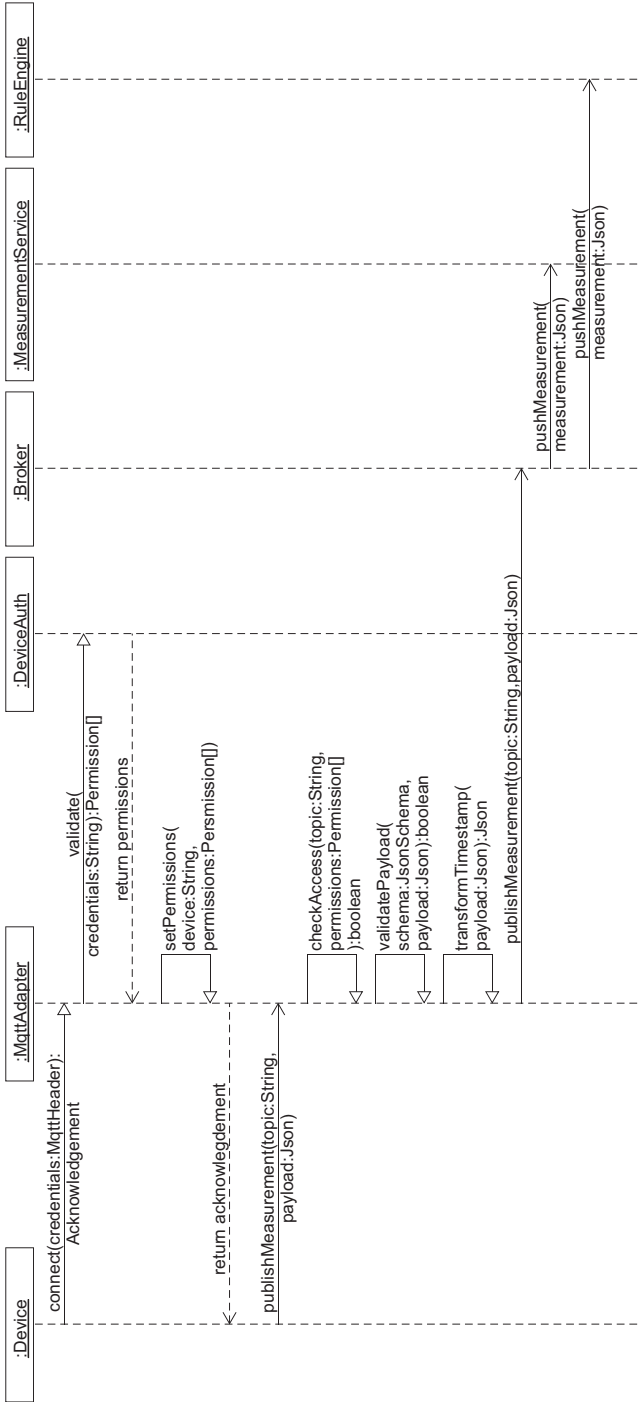 :Device
:MqttAdapter
:DeviceAuth
:Broker
:MeasurementService
:RuleEngine
connect(credentials:MqttHeader):
Acknowledgement
validate(
credentials:String):Permission[]
return permissions
setPermissions(
device:String,
permissions:Persmission[])
return acknowlegdement
publishMeasurement(topic:String,
payload:Json)
checkAccess(topic:String,
permissions:Permission[]
):boolean
validatePayload(
schema:JsonSchema,
payload:Json):boolean
transformTimestamp(
payload:Json):Json
publishMeasurement(topic:String,payload:Json)
pushMeasurement(
measurement:Json)
pushMeasurement(
measurement:Json)